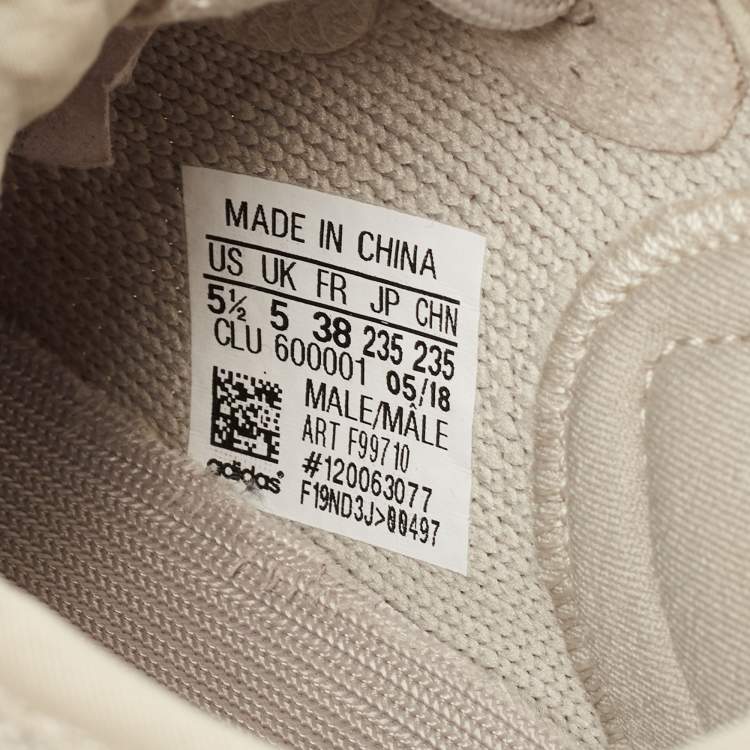 MADE IN CHINA
US UK FR JP CHN
5½ 5 38 235 235
CLU 600001 05/18
MALE/MÂLE
ART F99710
#120063077
F19ND3J>00497
adidas®